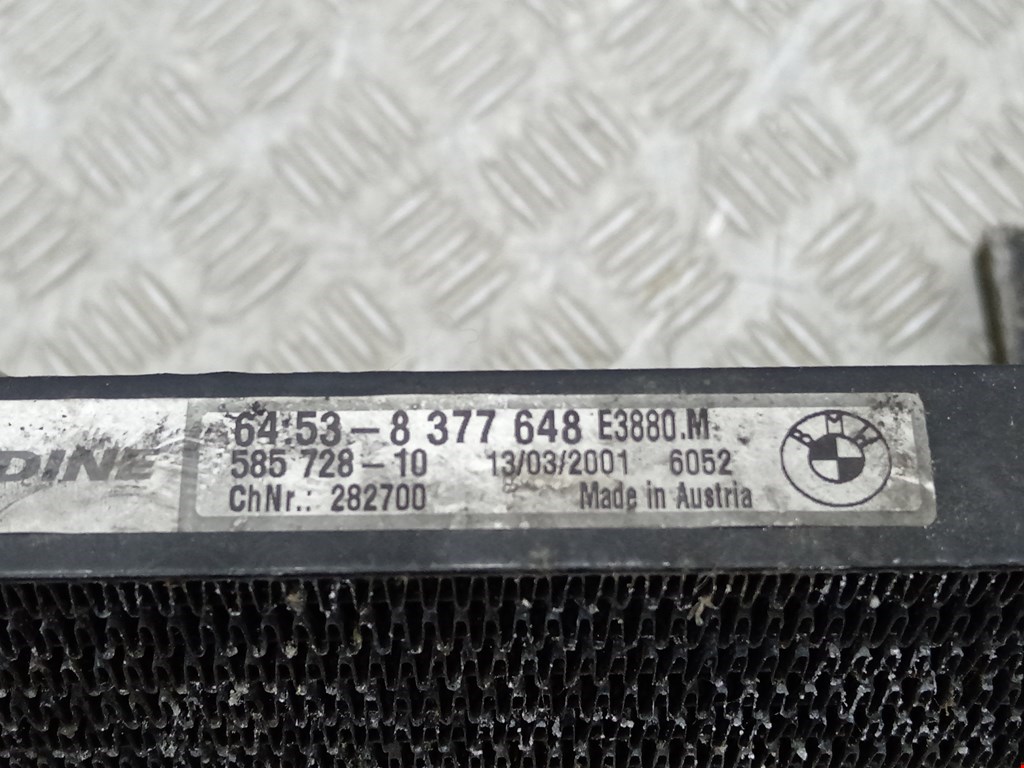 DINE
64.53-8 377 648 E3880.M
585 728-10 13/03/2001 6052
ChNr.: 282700 Made in Austria
BMW